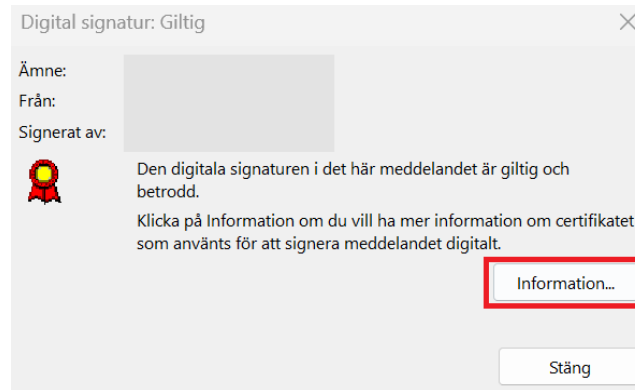 Digital signatur: Giltig
Ämne:
Från:
Signerat av:
Den digitala signaturen i det här meddelandet är giltig och
betrodd.
Klicka på Information om du vill ha mer information om certifikatet
som använts för att signera meddelandet digitalt.
Information...
Stäng